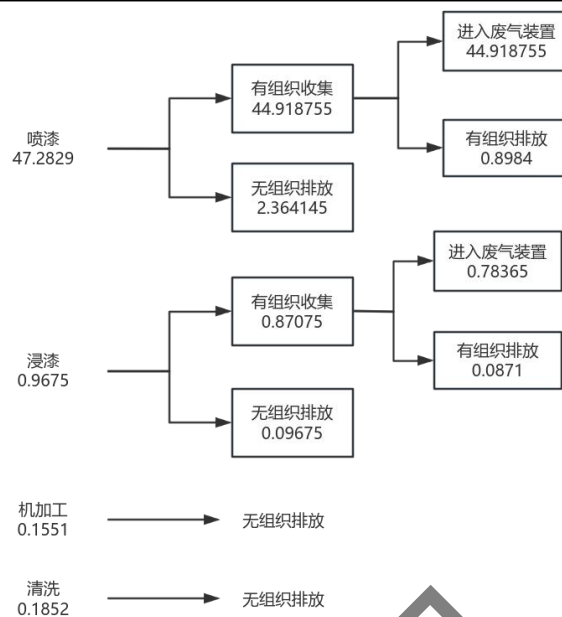 喷漆
47.2829
有组织收集
44.918755
进入废气装置
44.918755
有组织排放
0.8984
无组织排放
2.364145
浸漆
0.9675
有组织收集
0.87075
进入废气装置
0.78365
有组织排放
0.0871
无组织排放
0.09675
机加工
0.1551
无组织排放
清洗
0.1852
无组织排放